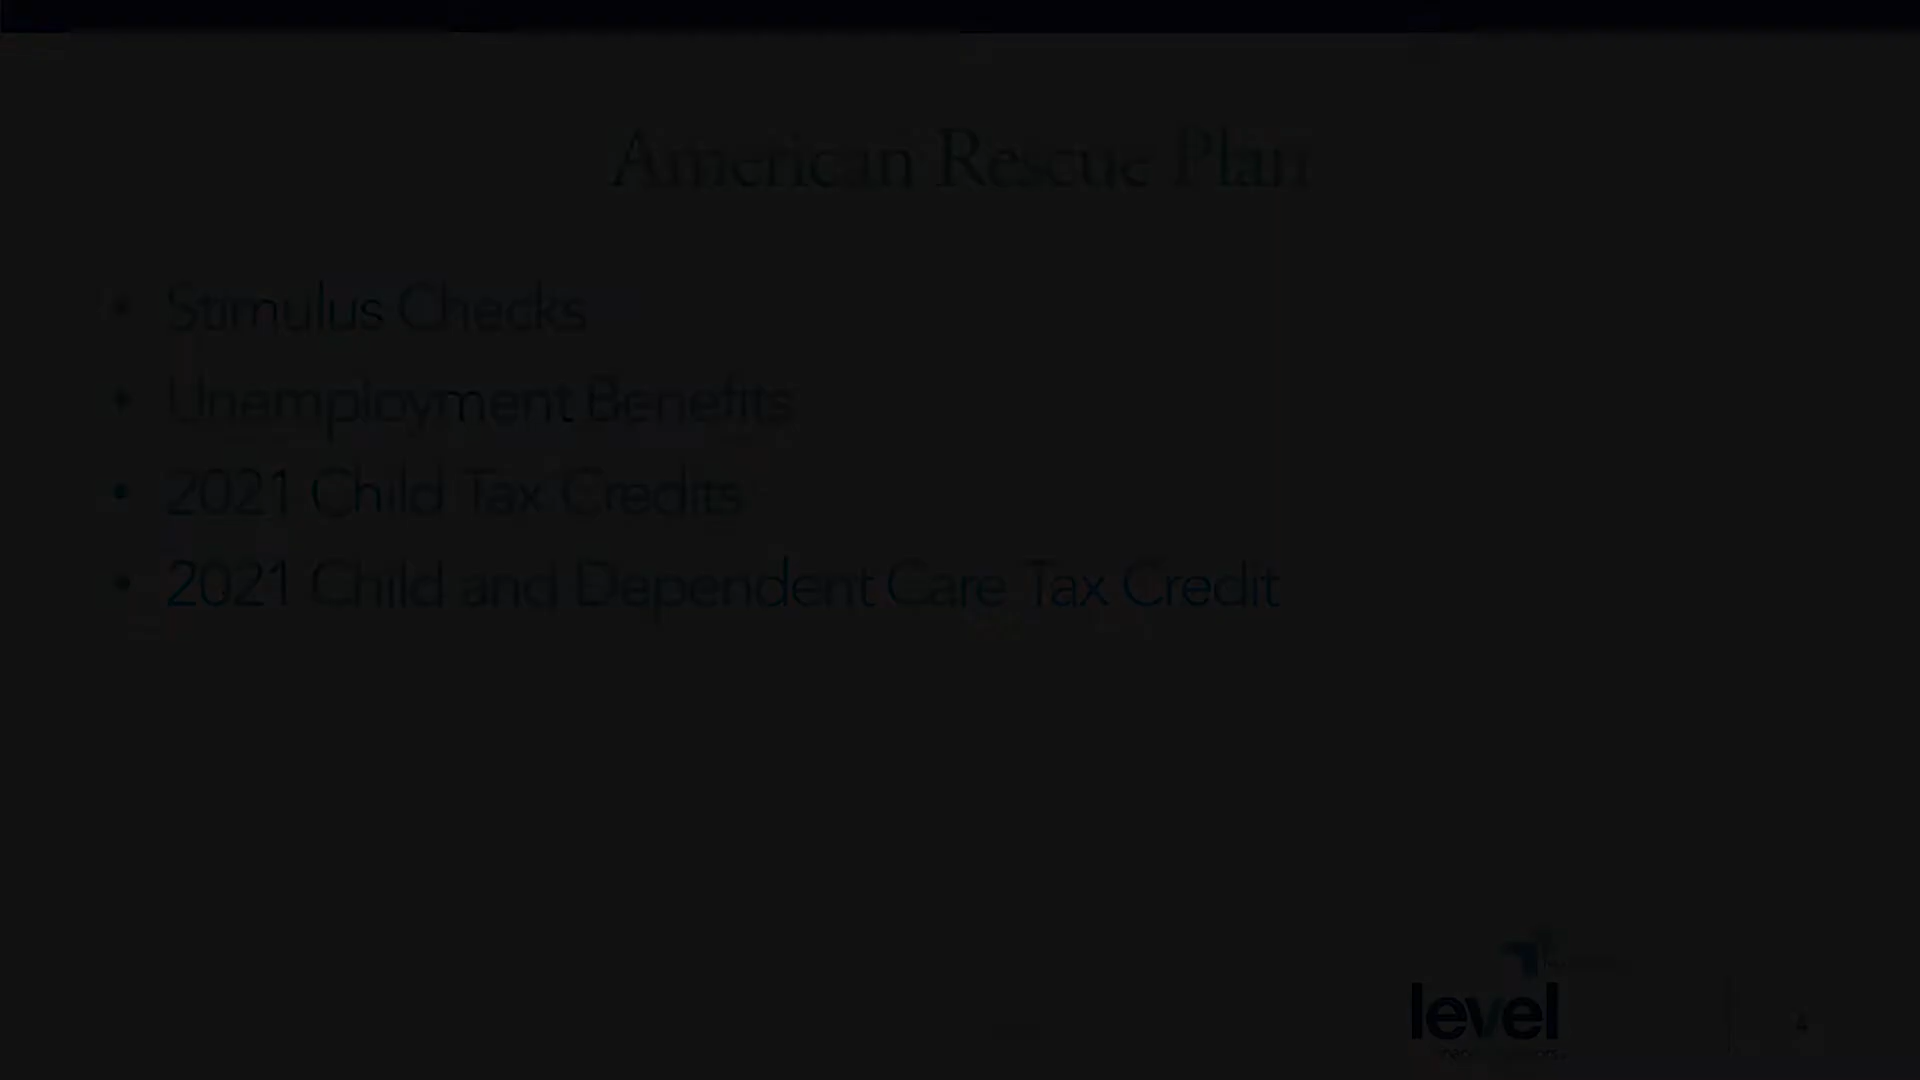 American Rescue Plan
• Stimulus Checks
• Unemployment Benefits
• 2021 Child Tax Credits
• 2021 Child and Dependent Care Tax Credit
level
4